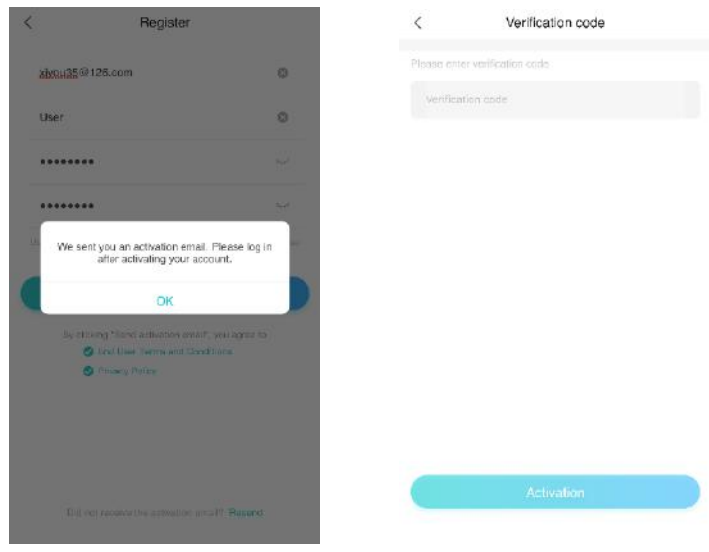 Register
xiyou35@126.com
User
We sent you an activation email. Please log in
after activating your account.
OK
By clicking "Send activation email", you agree to
End User Terms and Conditions
Privacy Policy
Did not receive the activation email? Resend
Verification code
Please enter verification code
Verification code
Activation